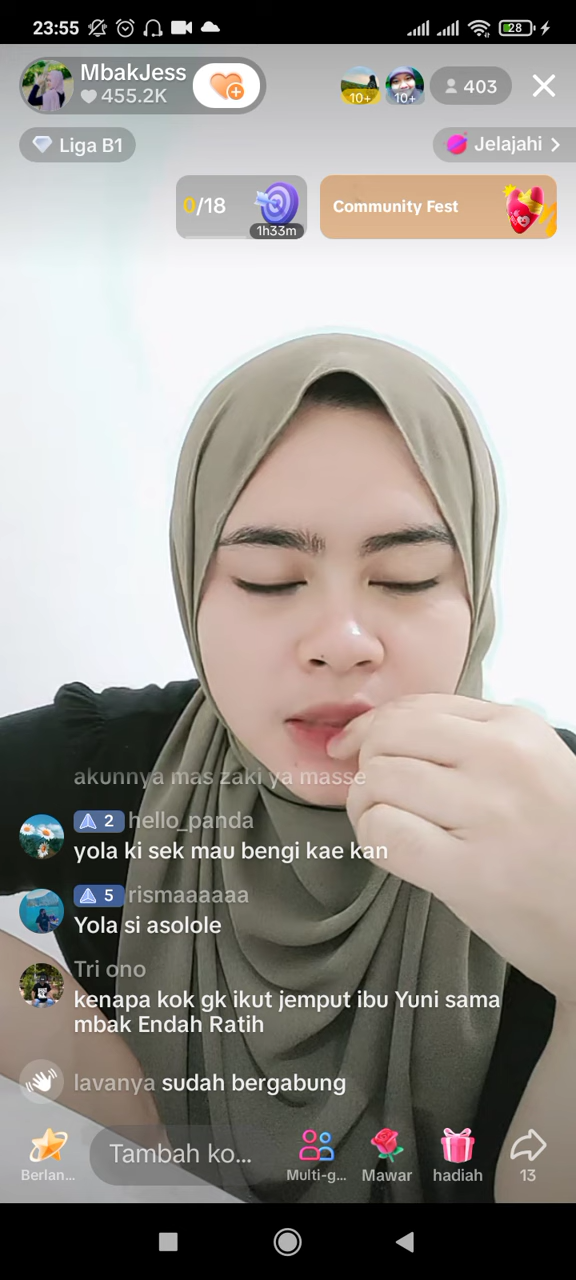 23:55
28
MbakJess
455.2K
10+
10+
403
Liga B1
Jelajahi
0/18
1h33m
Community Fest
akunnya mas zaki ya masse
2 hello_panda
yola ki sek mau bengi kae kan
5 rismaaaaaa
Yola si asolole
Tri ono
kenapa kok gk ikut jemput ibu Yuni sama
mbak Endah Ratih
lavanya sudah bergabung
Tambah ko...
Berlan...
Multi-g...
Mawar
hadiah
13